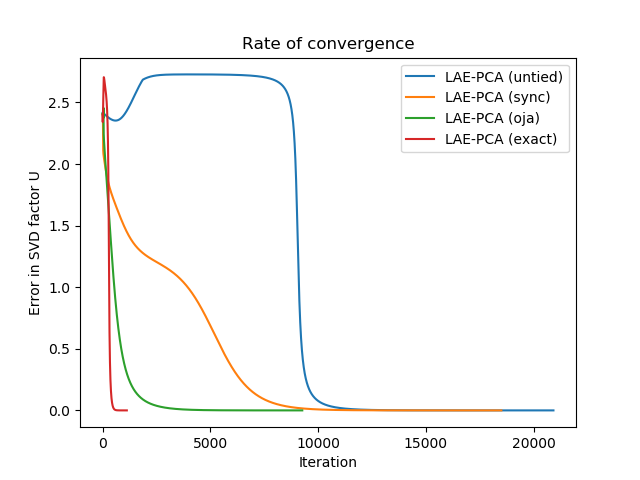 Rate of convergence
LAE-PCA (untied)
LAE-PCA (sync)
LAE-PCA (oja)
LAE-PCA (exact)
Error in SVD factor U
2.5
2.0
1.5
1.0
0.5
0.0
0
5000
10000
15000
20000
Iteration